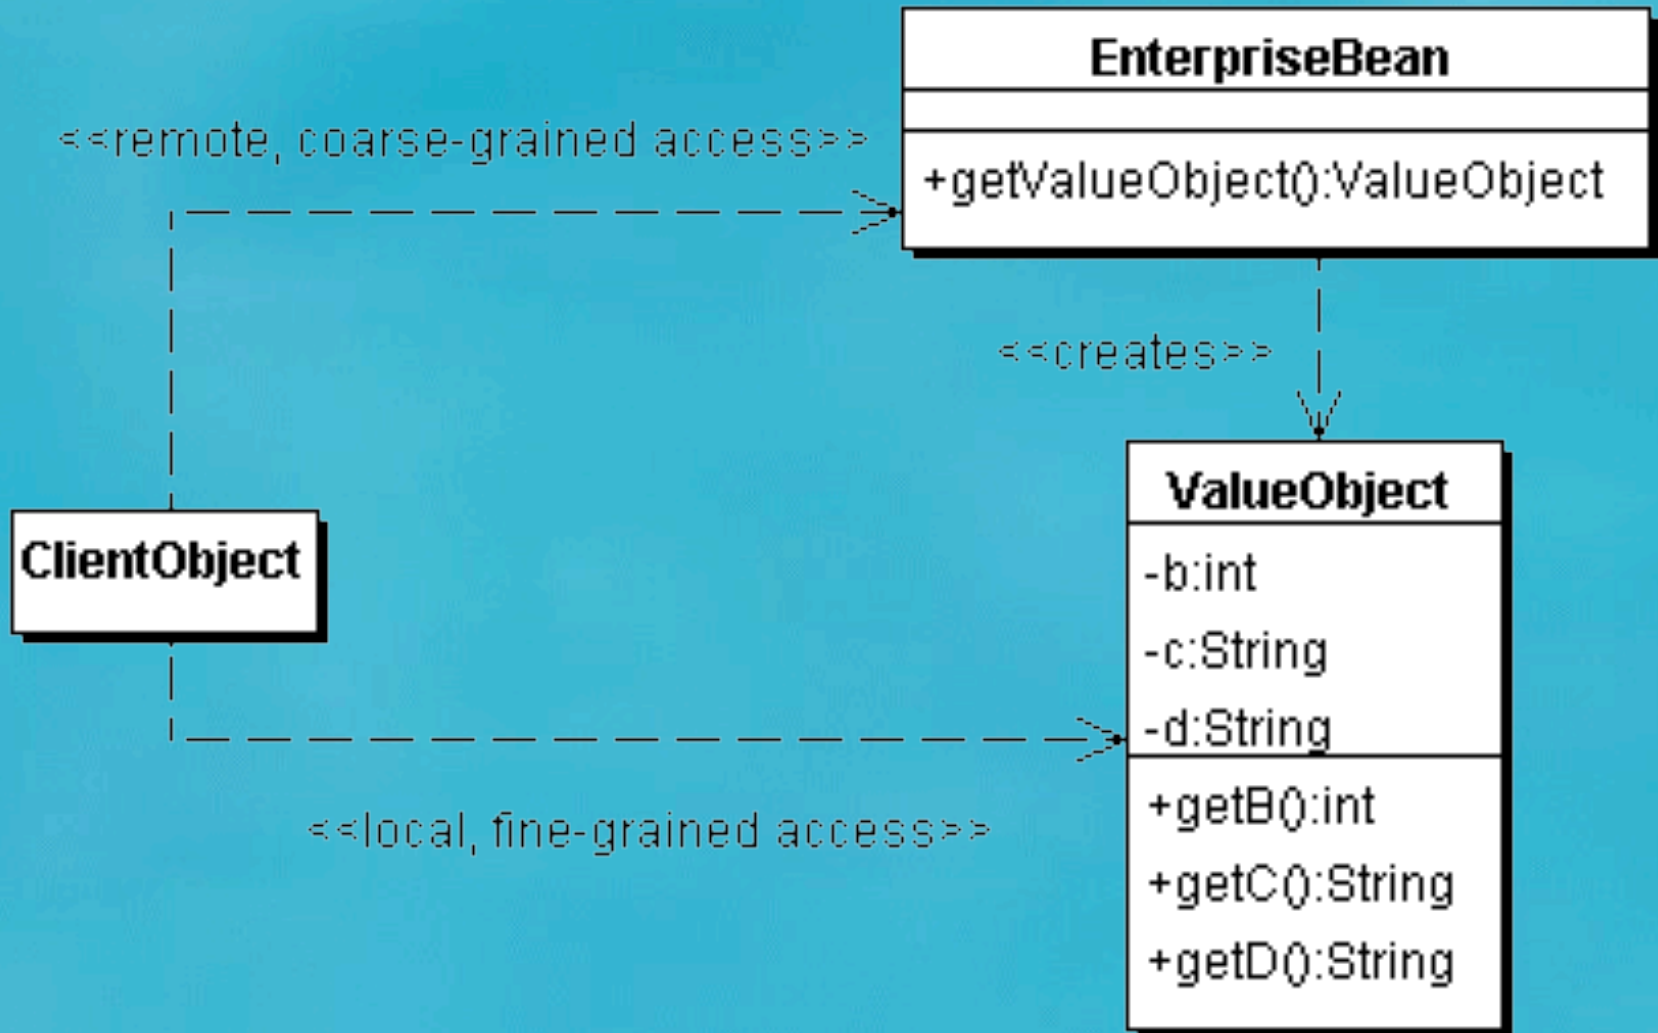 EnterpriseBean
<<remote, coarse-grained access>>
+getValueObject():ValueObject
<<creates>>
ValueObject
ClientObject
-b:int
-c:String
-d:String
+getB():int
<<local, fine-grained access>>
+getC():String
+getD():String